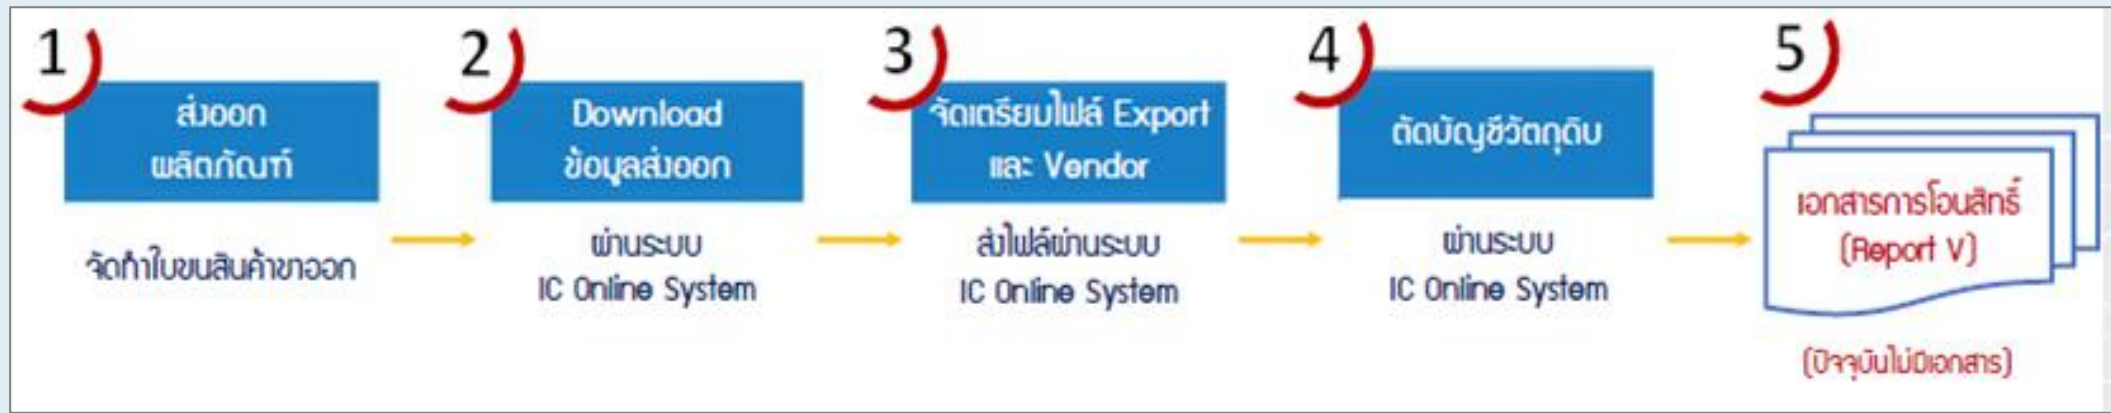 1
ส่งออก
ผลิตภัณฑ์
จัดทำใบขนสินค้าขาออก
2
Download
ข้อมูลส่งออก
ผ่านระบบ
IC Online System
3
จัดเตรียมไฟล์ Export
และ Vendor
ส่งไฟล์ผ่านระบบ
IC Online System
4
ตัดบัญชีวัตถุดิบ
ผ่านระบบ
IC Online System
5
เอกสารการโอนสิทธิ์
(Report V)
(ปัจจุบันไม่มีเอกสาร)